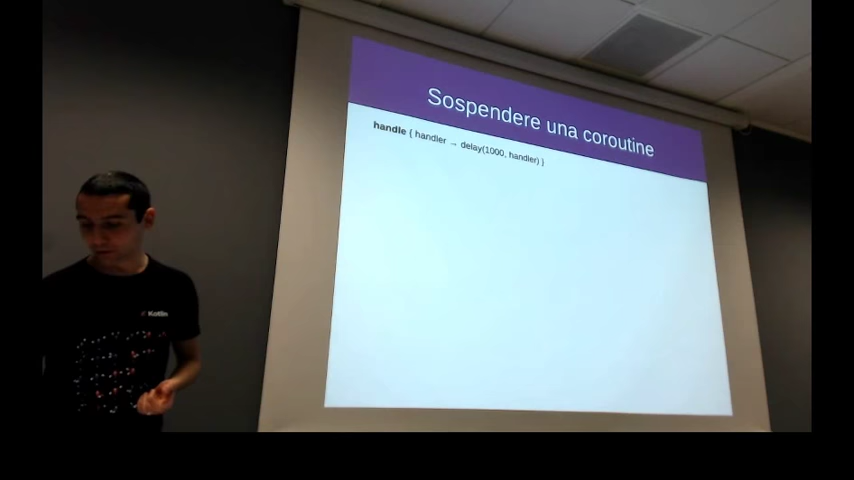 Sospendere una coroutine
handle { handler → delay(1000, handler) }
Kotlin